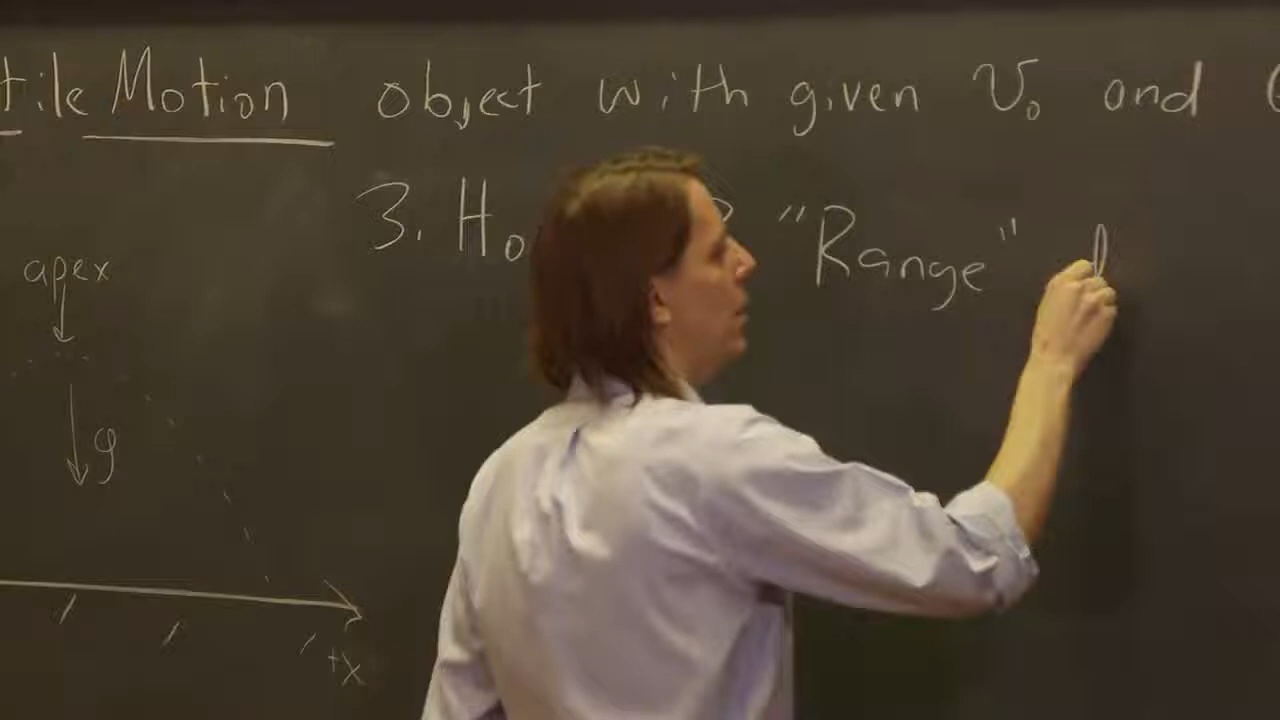 tile Motion object with given v₀ and
3. Ho ? "Range"
apex
g
+x